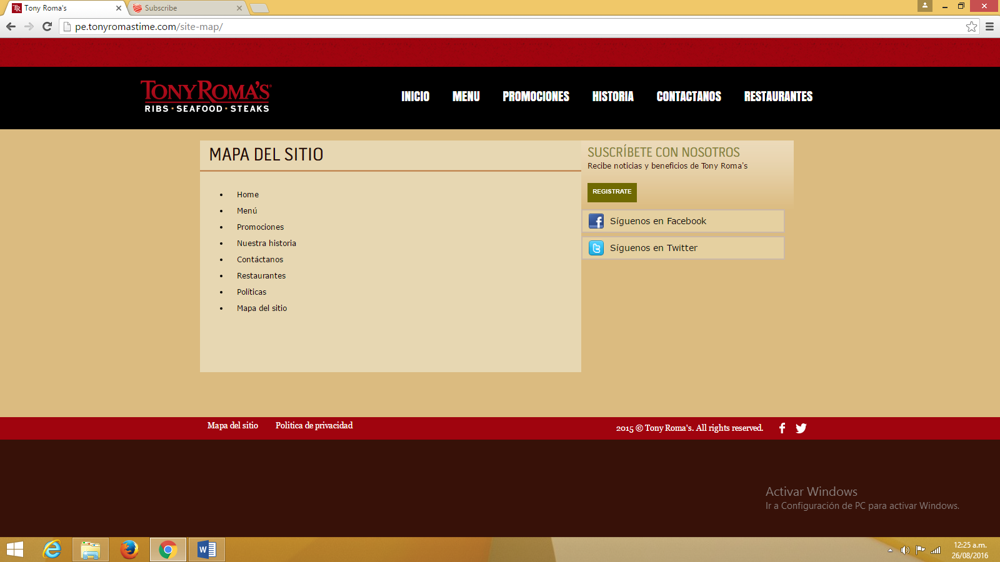 Tony Roma's
Subscribe
pe.tonyromastime.com/site-map/
TONY ROMA'S
RIBS · SEAFOOD · STEAKS
INICIO
MENU
PROMOCIONES
HISTORIA
CONTACTANOS
RESTAURANTES
MAPA DEL SITIO
Home
Menú
Promociones
Nuestra historia
Contáctanos
Restaurantes
Políticas
Mapa del sitio
SUSCRÍBETE CON NOSOTROS
Recibe noticias y beneficios de Tony Roma's
REGISTRATE
Síguenos en Facebook
Síguenos en Twitter
Mapa del sitio
Politica de privacidad
2015 © Tony Roma's. All rights reserved.
Activar Windows
Ir a Configuración de PC para activar Windows.
12:25 a.m.
26/08/2016